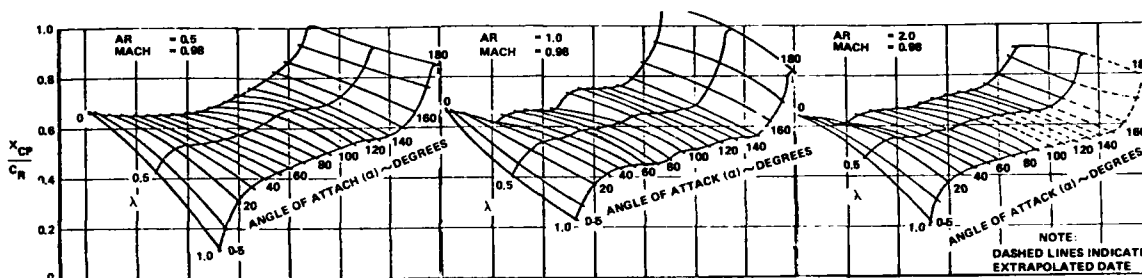 1.0
0.8
0.6
0.4
0.2
0
X_CP
C_R
AR = 0.5
MACH = 0.98
0
0.5
λ
1.0
0-5
20
40
60
80
100
120
140
160
180
ANGLE OF ATTACH (α) ~ DEGREES
AR = 1.0
MACH = 0.98
0
0.5
λ
1.0
0-5
20
40
60
80
100
120
140
160
180
ANGLE OF ATTACK (α) ~ DEGREES
AR = 2.0
MACH = 0.98
0
0.5
λ
1.0
0-5
20
40
60
80
100
120
140
160
18
ANGLE OF ATTACK (α) ~ DEGREES
NOTE:
DASHED LINES INDICATE
EXTRAPOLATED DATE